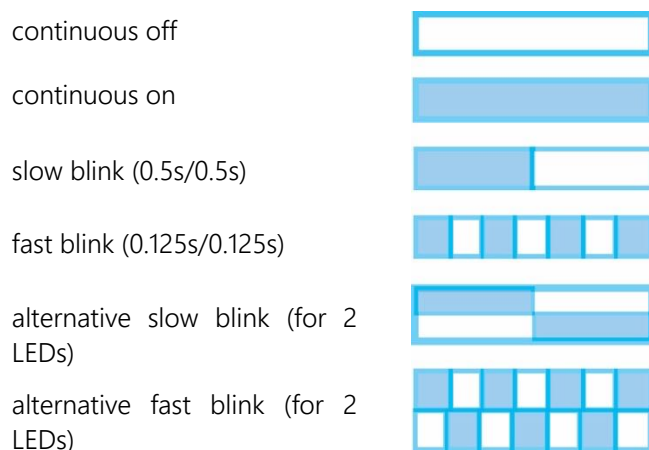 continuous off
continuous on
slow blink (0.5s/0.5s)
fast blink (0.125s/0.125s)
alternative slow blink (for 2
LEDs)
alternative fast blink (for 2
LEDs)